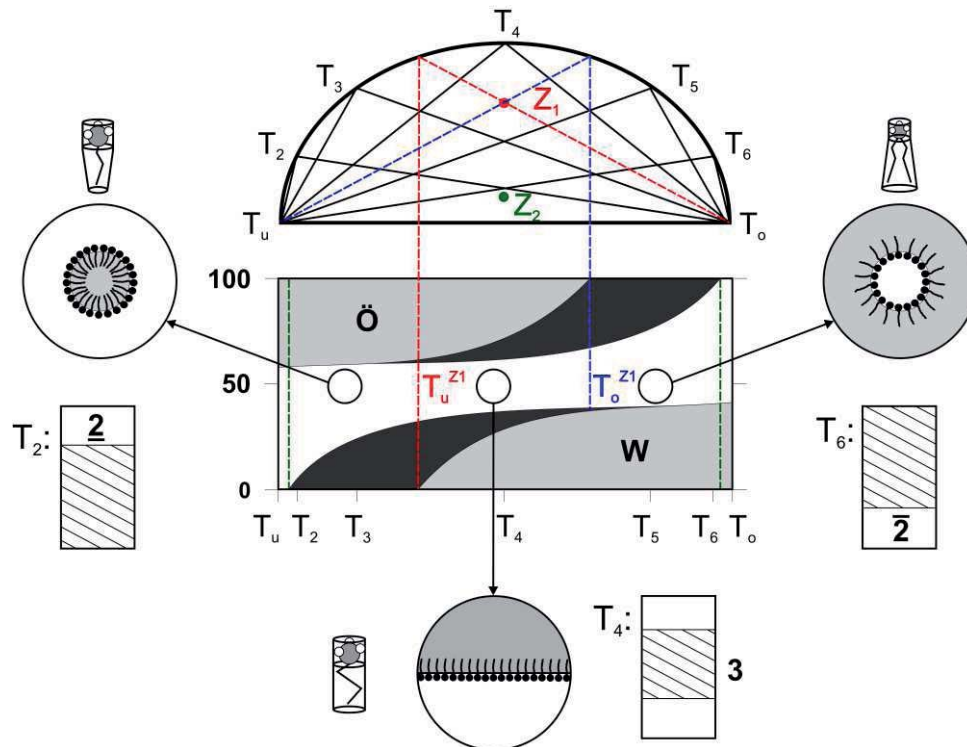 T₄
T₃
T₅
Z₁
T₂
T₆
Z₂
Tᵤ
Tₒ
100
Ö
50
Tᵤ^Z1
Tₒ^Z1
W
0
T₂:
2̲
T₆:
2̅
Tᵤ T₂ T₃ T₄ T₅ T₆ Tₒ
T₄:
3